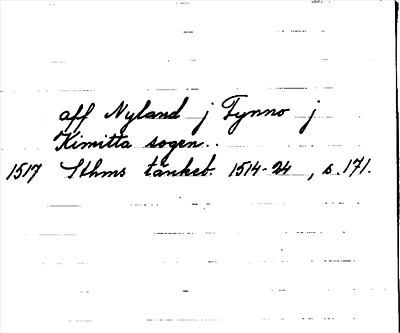 aff Nyland j Tynno j
Kimitta sogen..
1517 Sthms tänkeb. 1514-24, s. 171.